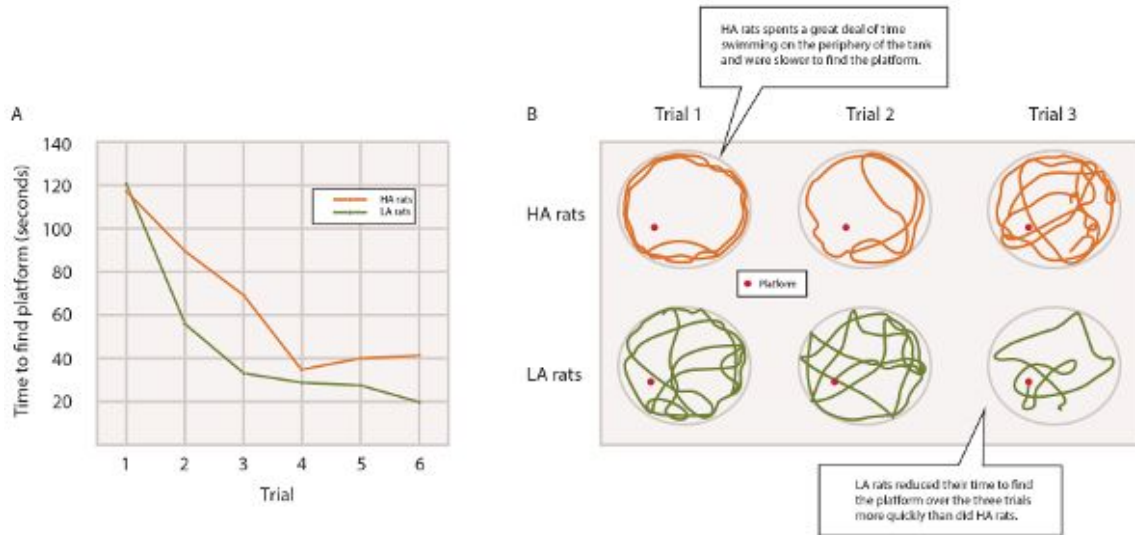 HA rats spents a great deal of time
swimming on the periphery of the tank
and were slower to find the platform.
A
140
120
100
80
60
40
20
Time to find platform (seconds)
HA rats
LA rats
1 2 3 4 5 6
Trial
B
Trial 1 Trial 2 Trial 3
HA rats
Platform
LA rats
LA rats reduced their time to find
the platform over the three trials
more quickly than did HA rats.